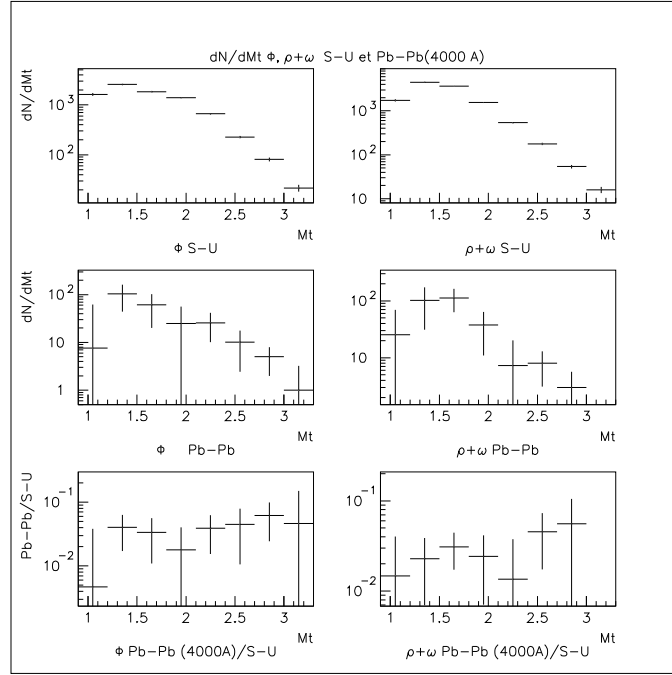 dN/dMt Φ, ρ+ω S-U et Pb-Pb(4000 A)
dN/dMt
10³
10²
1 1.5 2 2.5 3
Mt
Φ S-U
10⁴
10³
10²
10
1 1.5 2 2.5 3
Mt
ρ+ω S-U
dN/dMt
10²
10
1
1 1.5 2 2.5 3
Mt
Φ Pb-Pb
10²
10
1 1.5 2 2.5 3
Mt
ρ+ω Pb-Pb
Pb-Pb/S-U
10⁻¹
10⁻²
1 1.5 2 2.5 3
Mt
Φ Pb-Pb (4000A)/S-U
10⁻¹
10⁻²
1 1.5 2 2.5 3
Mt
ρ+ω Pb-Pb (4000A)/S-U